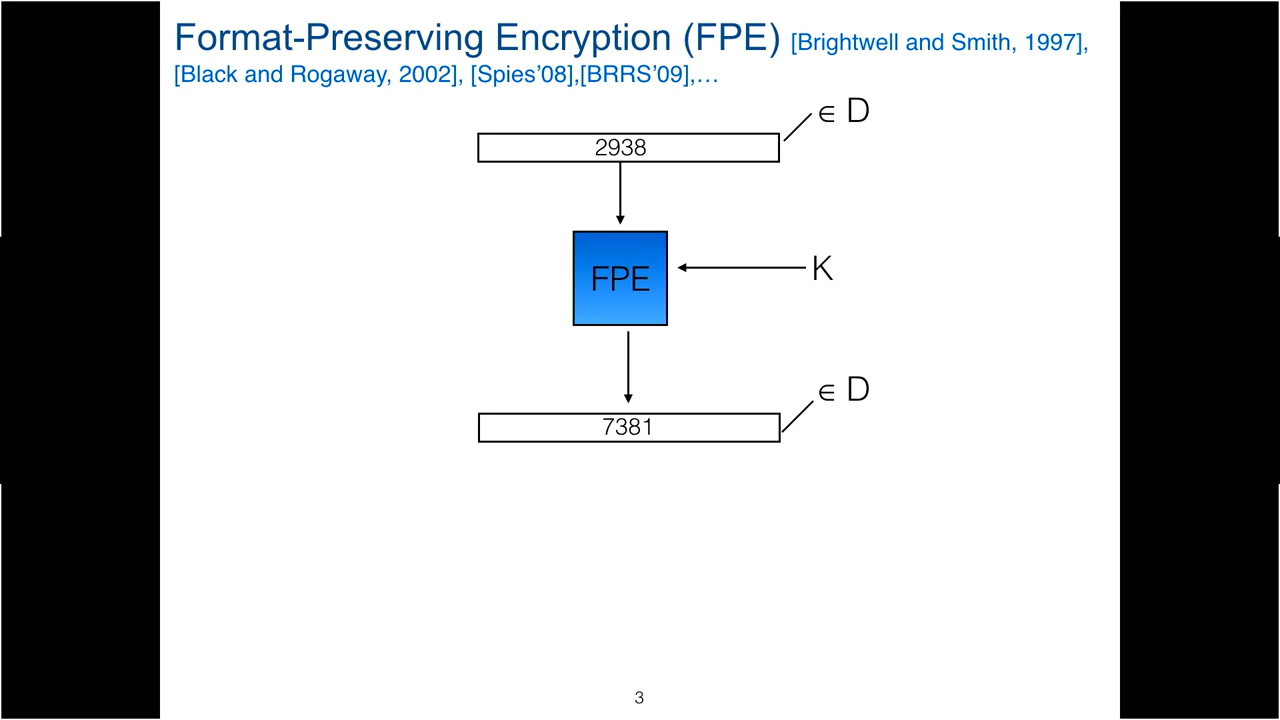 Format-Preserving Encryption (FPE) [Brightwell and Smith, 1997],
[Black and Rogaway, 2002], [Spies’08],[BRRS’09],…
∈ D
2938
FPE
K
∈ D
7381
3